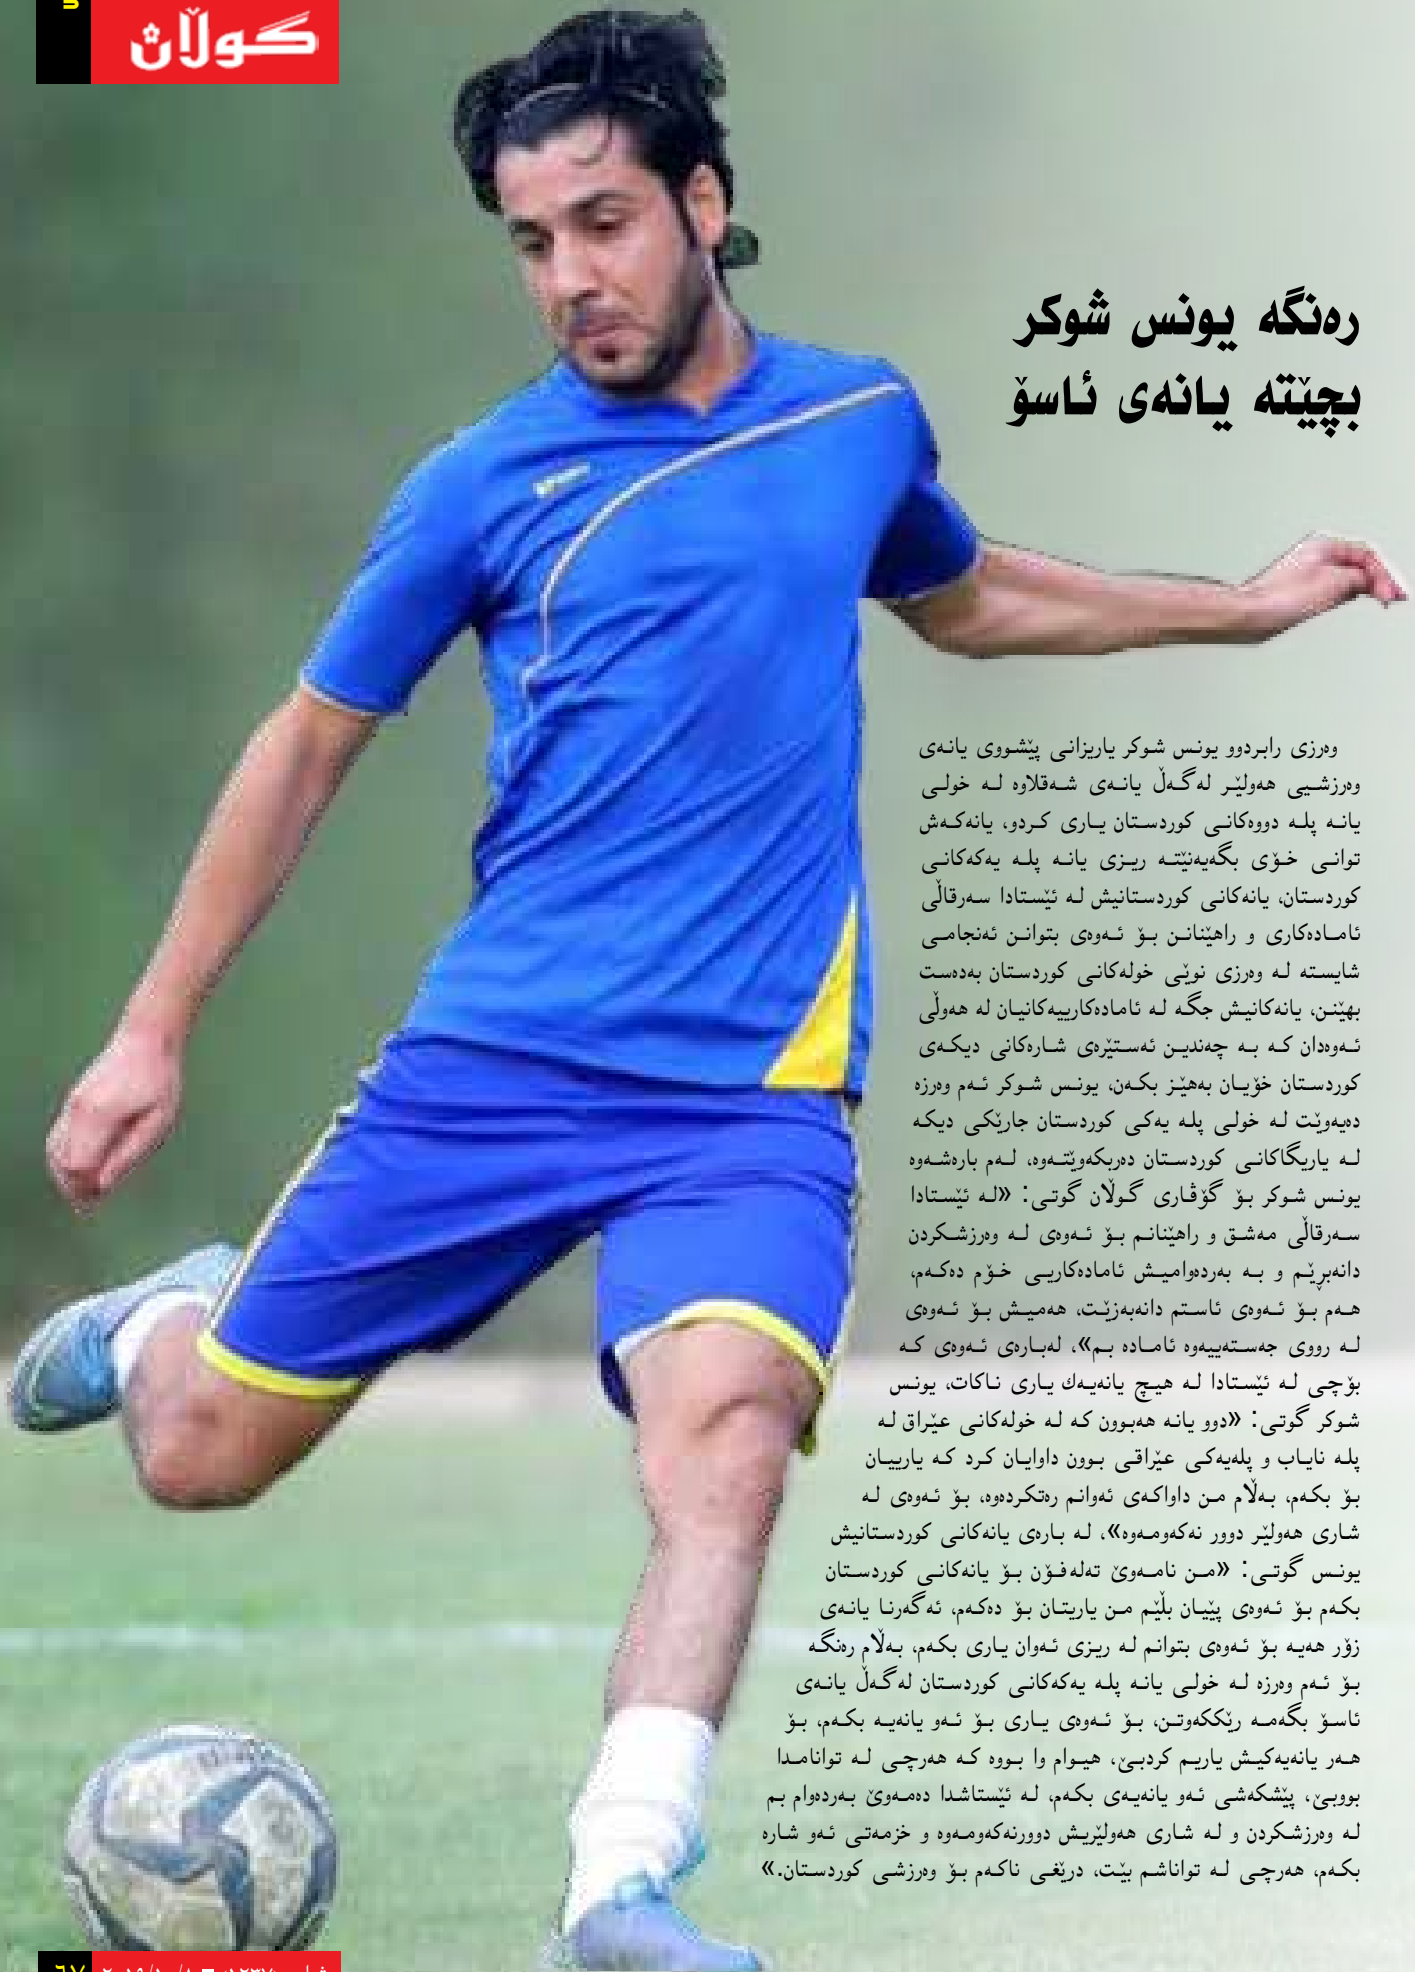 گوڵان
رەنگە یونس شوکر
بچێتە یانەی ئاسۆ
وەرزی رابردوو یونس شوکر یاریزانی پێشووی یانەی
وەرزشیی هەولێر لەگەڵ یانەی شەقلاوە لە خولی
یانە پلە دووەکانی کوردستان یاری کردو، یانەکەش
توانی خۆی بگەیەنێتە ریزی یانە پلە یەکەکانی
کوردستان، یانەکانی کوردستانیش لە ئێستادا سەرقاڵی
ئامادەکاری و راهێنانن بۆ ئەوەی بتوانن ئەنجامی
شایستە لە وەرزی نوێی خولەکانی کوردستان بەدەست
بهێنن، یانەکانیش جگە لە ئامادەکارییەکانیان لە هەوڵی
ئەوەدان کە بە چەندین ئەستێرەی شارەکانی دیکەی
کوردستان خۆیان بەهێز بکەن، یونس شوکر ئەم وەرزە
دەیەوێت لە خولی پلە یەکی کوردستان جارێکی دیکە
لە یاریگاکانی کوردستان دەربکەوێتەوە، لەم بارەشەوە
یونس شوکر بۆ گۆڤاری گوڵان گوتی: «لە ئێستادا
سەرقاڵی مەشق و راهێنانم بۆ ئەوەی لە وەرزشکردن
دانەبڕێم و بە بەردەوامیش ئامادەکاریی خۆم دەکەم،
هەم بۆ ئەوەی ئاستم دانەبەزێت، هەمیش بۆ ئەوەی
لە رووی جەستەییەوە ئامادە بم»، لەبارەی ئەوەی کە
بۆچی لە ئێستادا لە هیچ یانەیەك یاری ناکات، یونس
شوکر گوتی: «دوو یانە هەبوون کە لە خولەکانی عێراق لە
پلە نایاب و پلەیەکی عێراقی بوون داوایان کرد کە یارییان
بۆ بکەم، بەڵام من داواکەی ئەوانم رەتکردەوە، بۆ ئەوەی لە
شاری هەولێر دوور نەکەومەوە»، لە بارەی یانەکانی کوردستانیش
یونس گوتی: «من نامەوێ تەلەفۆن بۆ یانەکانی کوردستان
بکەم بۆ ئەوەی پێیان بڵێم من یاریتان بۆ دەکەم، ئەگەرنا یانەی
زۆر هەیە بۆ ئەوەی بتوانم لە ریزی ئەوان یاری بکەم، بەڵام رەنگە
بۆ ئەم وەرزە لە خولی یانە پلە یەکەکانی کوردستان لەگەڵ یانەی
ئاسۆ بگەمە رێککەوتن، بۆ ئەوەی یاری بۆ ئەو یانەیە بکەم، بۆ
هەر یانەیەکیش یاریم کردبێ، هیوام وا بووە کە هەرچی لە توانامدا
بووبێ، پێشکەشی ئەو یانەیەی بکەم، لە ئێستاشدا دەمەوێ بەردەوام بم
لە وەرزشکردن و لە شاری هەولێریش دوورنەکەومەوە و خزمەتی ئەو شارە
بکەم، هەرچی لە تواناشم بێت، درێغی ناکەم بۆ وەرزشی کوردستان.»